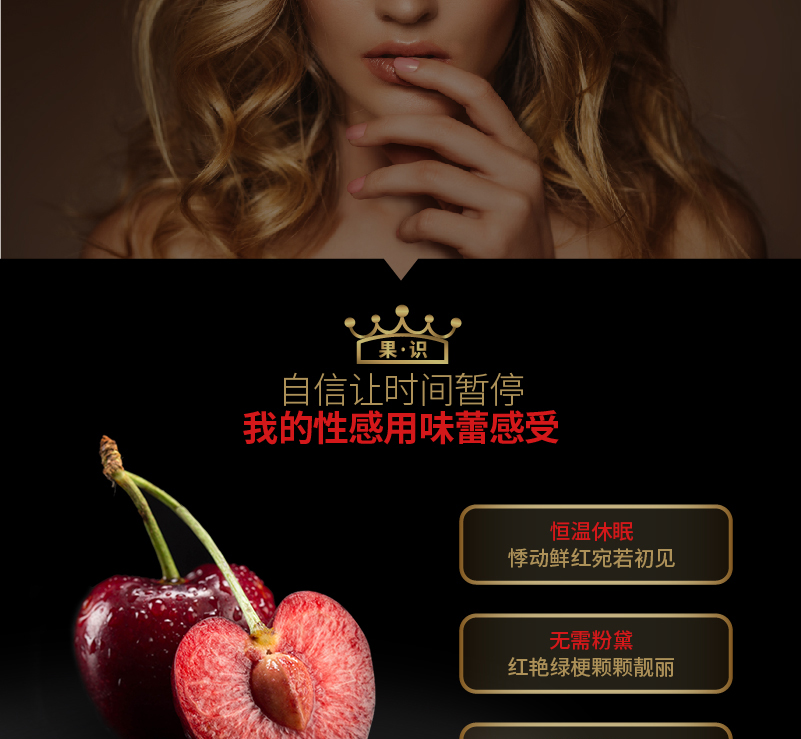 果·识
自信让时间暂停
我的性感用味蕾感受
恒温休眠
悸动鲜红宛若初见
无需粉黛
红艳绿梗颗颗靓丽